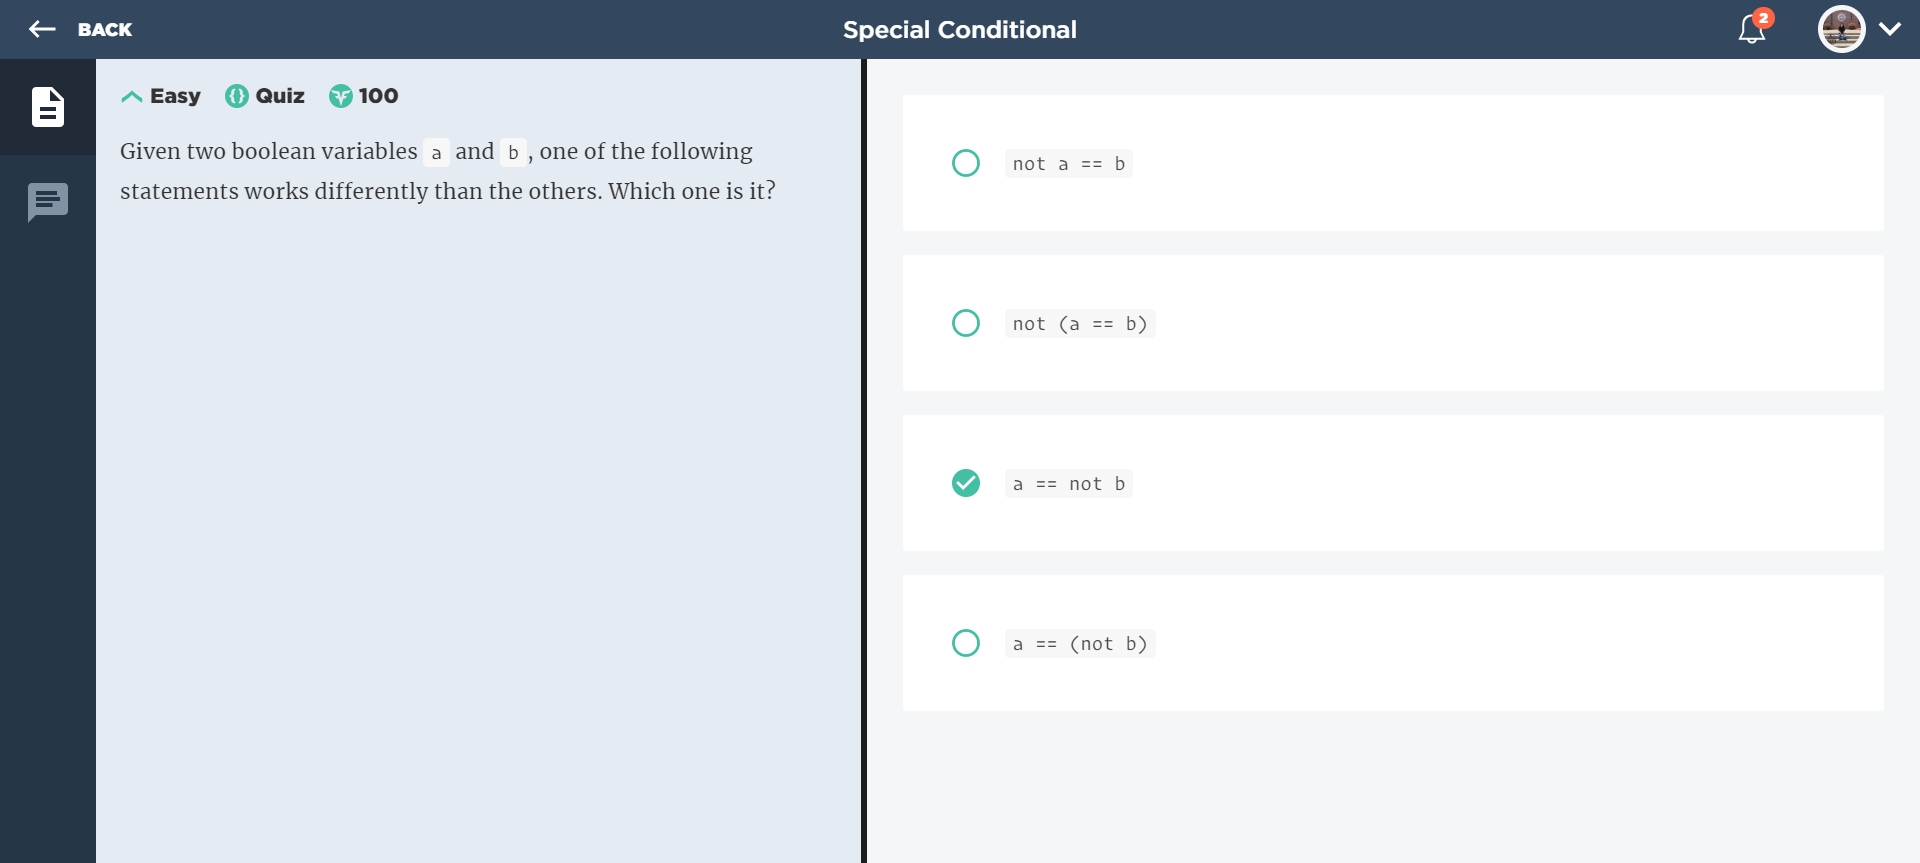 BACK
Special Conditional
2
Easy
Quiz
100
Given two boolean variables a and b, one of the following
statements works differently than the others. Which one is it?
not a == b
not (a == b)
a == not b
a == (not b)